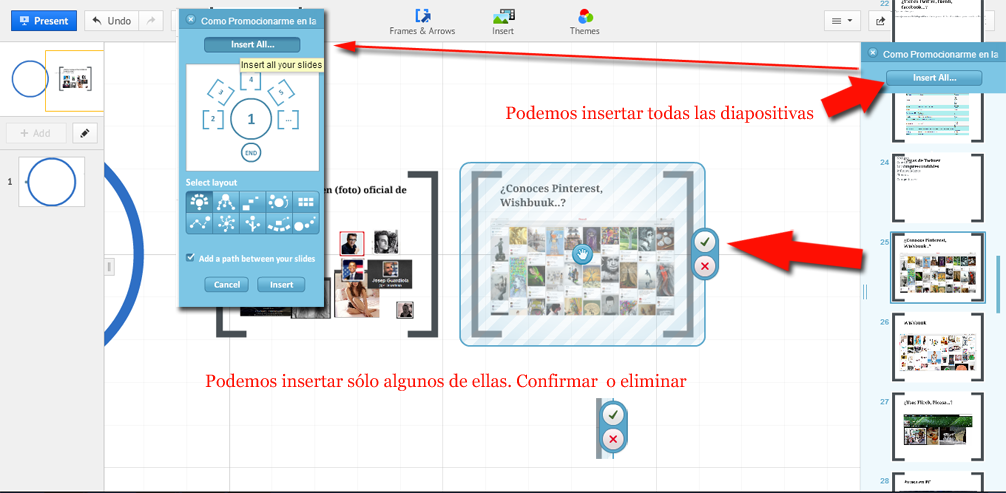 Present
Undo
Frames & Arrows
Insert
Themes
Add
1
Como Promocionarme en la
Insert All...
Insert all your slides
2
4
5
...
1
END
Select layout
Add a path between your slides
Cancel
Insert
n (foto) oficial de
Josep Guardiola
¿Conoces Pinterest,
Wishbuuk..?
Podemos insertar todas las diapositivas
Podemos insertar sólo algunos de ellas. Confirmar o eliminar
22
facebook...?
Como Promocionarme en la
Insert All...
24
25
¿Conoces Pinterest,
Wishbuuk..?
26
Wishbuuk
27
28